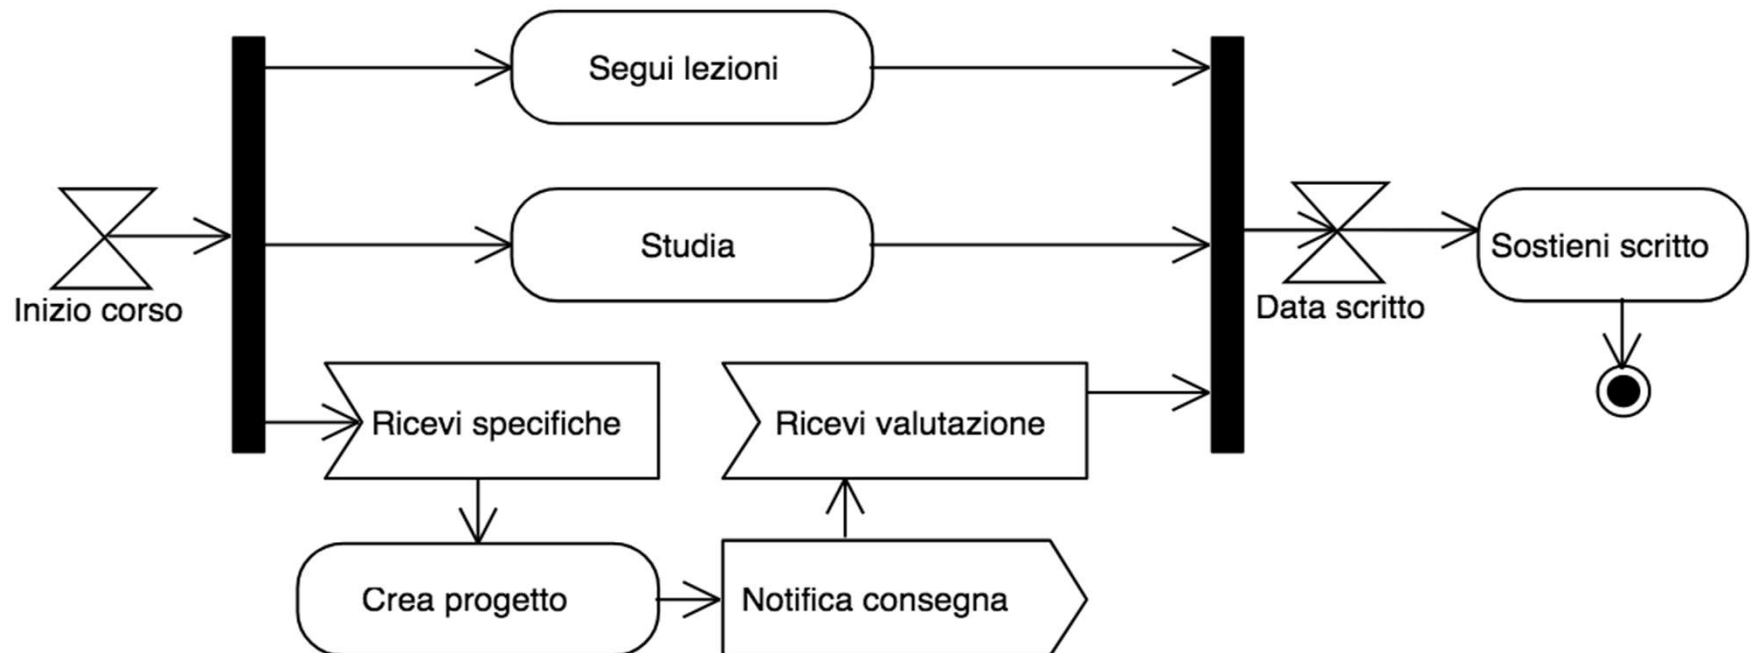 Segui lezioni
Studia
Inizio corso
Data scritto
Sostieni scritto
Ricevi specifiche
Ricevi valutazione
Crea progetto
Notifica consegna